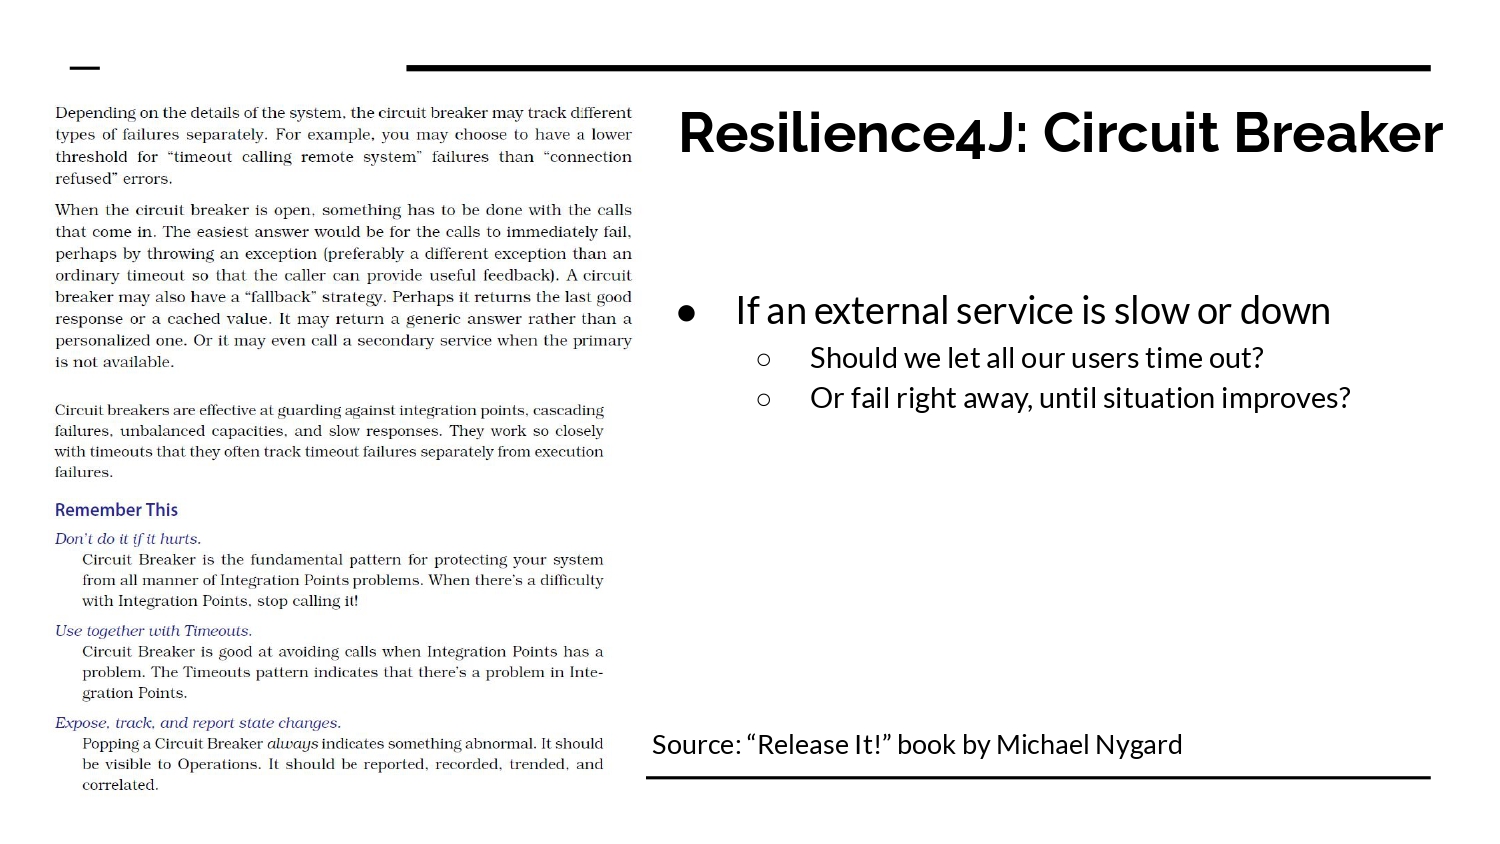 Depending on the details of the system, the circuit breaker may track different
types of failures separately. For example, you may choose to have a lower
threshold for “timeout calling remote system” failures than “connection
refused” errors.
When the circuit breaker is open, something has to be done with the calls
that come in. The easiest answer would be for the calls to immediately fail,
perhaps by throwing an exception (preferably a different exception than an
ordinary timeout so that the caller can provide useful feedback). A circuit
breaker may also have a “fallback” strategy. Perhaps it returns the last good
response or a cached value. It may return a generic answer rather than a
personalized one. Or it may even call a secondary service when the primary
is not available.
Circuit breakers are effective at guarding against integration points, cascading
failures, unbalanced capacities, and slow responses. They work so closely
with timeouts that they often track timeout failures separately from execution
failures.
Remember This
Don’t do it if it hurts.
Circuit Breaker is the fundamental pattern for protecting your system
from all manner of Integration Points problems. When there’s a difficulty
with Integration Points, stop calling it!
Use together with Timeouts.
Circuit Breaker is good at avoiding calls when Integration Points has a
problem. The Timeouts pattern indicates that there’s a problem in Inte-
gration Points.
Expose, track, and report state changes.
Popping a Circuit Breaker always indicates something abnormal. It should
be visible to Operations. It should be reported, recorded, trended, and
correlated.
Resilience4J: Circuit Breaker
● If an external service is slow or down
○ Should we let all our users time out?
○ Or fail right away, until situation improves?
Source: “Release It!” book by Michael Nygard